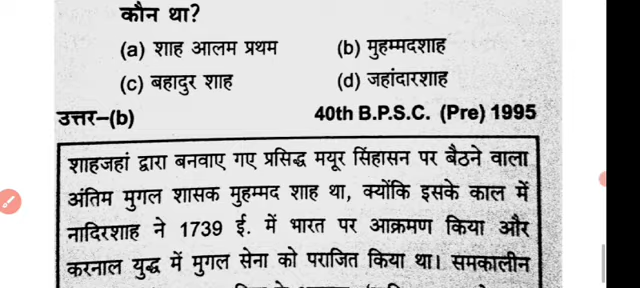 कौन था?
(a) शाह आलम प्रथम (b) मुहम्मदशाह
(c) बहादुर शाह (d) जहांदारशाह
उत्तर–(b) 40th B.P.S.C. (Pre) 1995
शाहजहां द्वारा बनवाए गए प्रसिद्ध मयूर सिंहासन पर बैठने वाला
अंतिम मुगल शासक मुहम्मद शाह था, क्योंकि इसके काल में
नादिरशाह ने 1739 ई. में भारत पर आक्रमण किया और
करनाल युद्ध में मुगल सेना को पराजित किया था। समकालीन